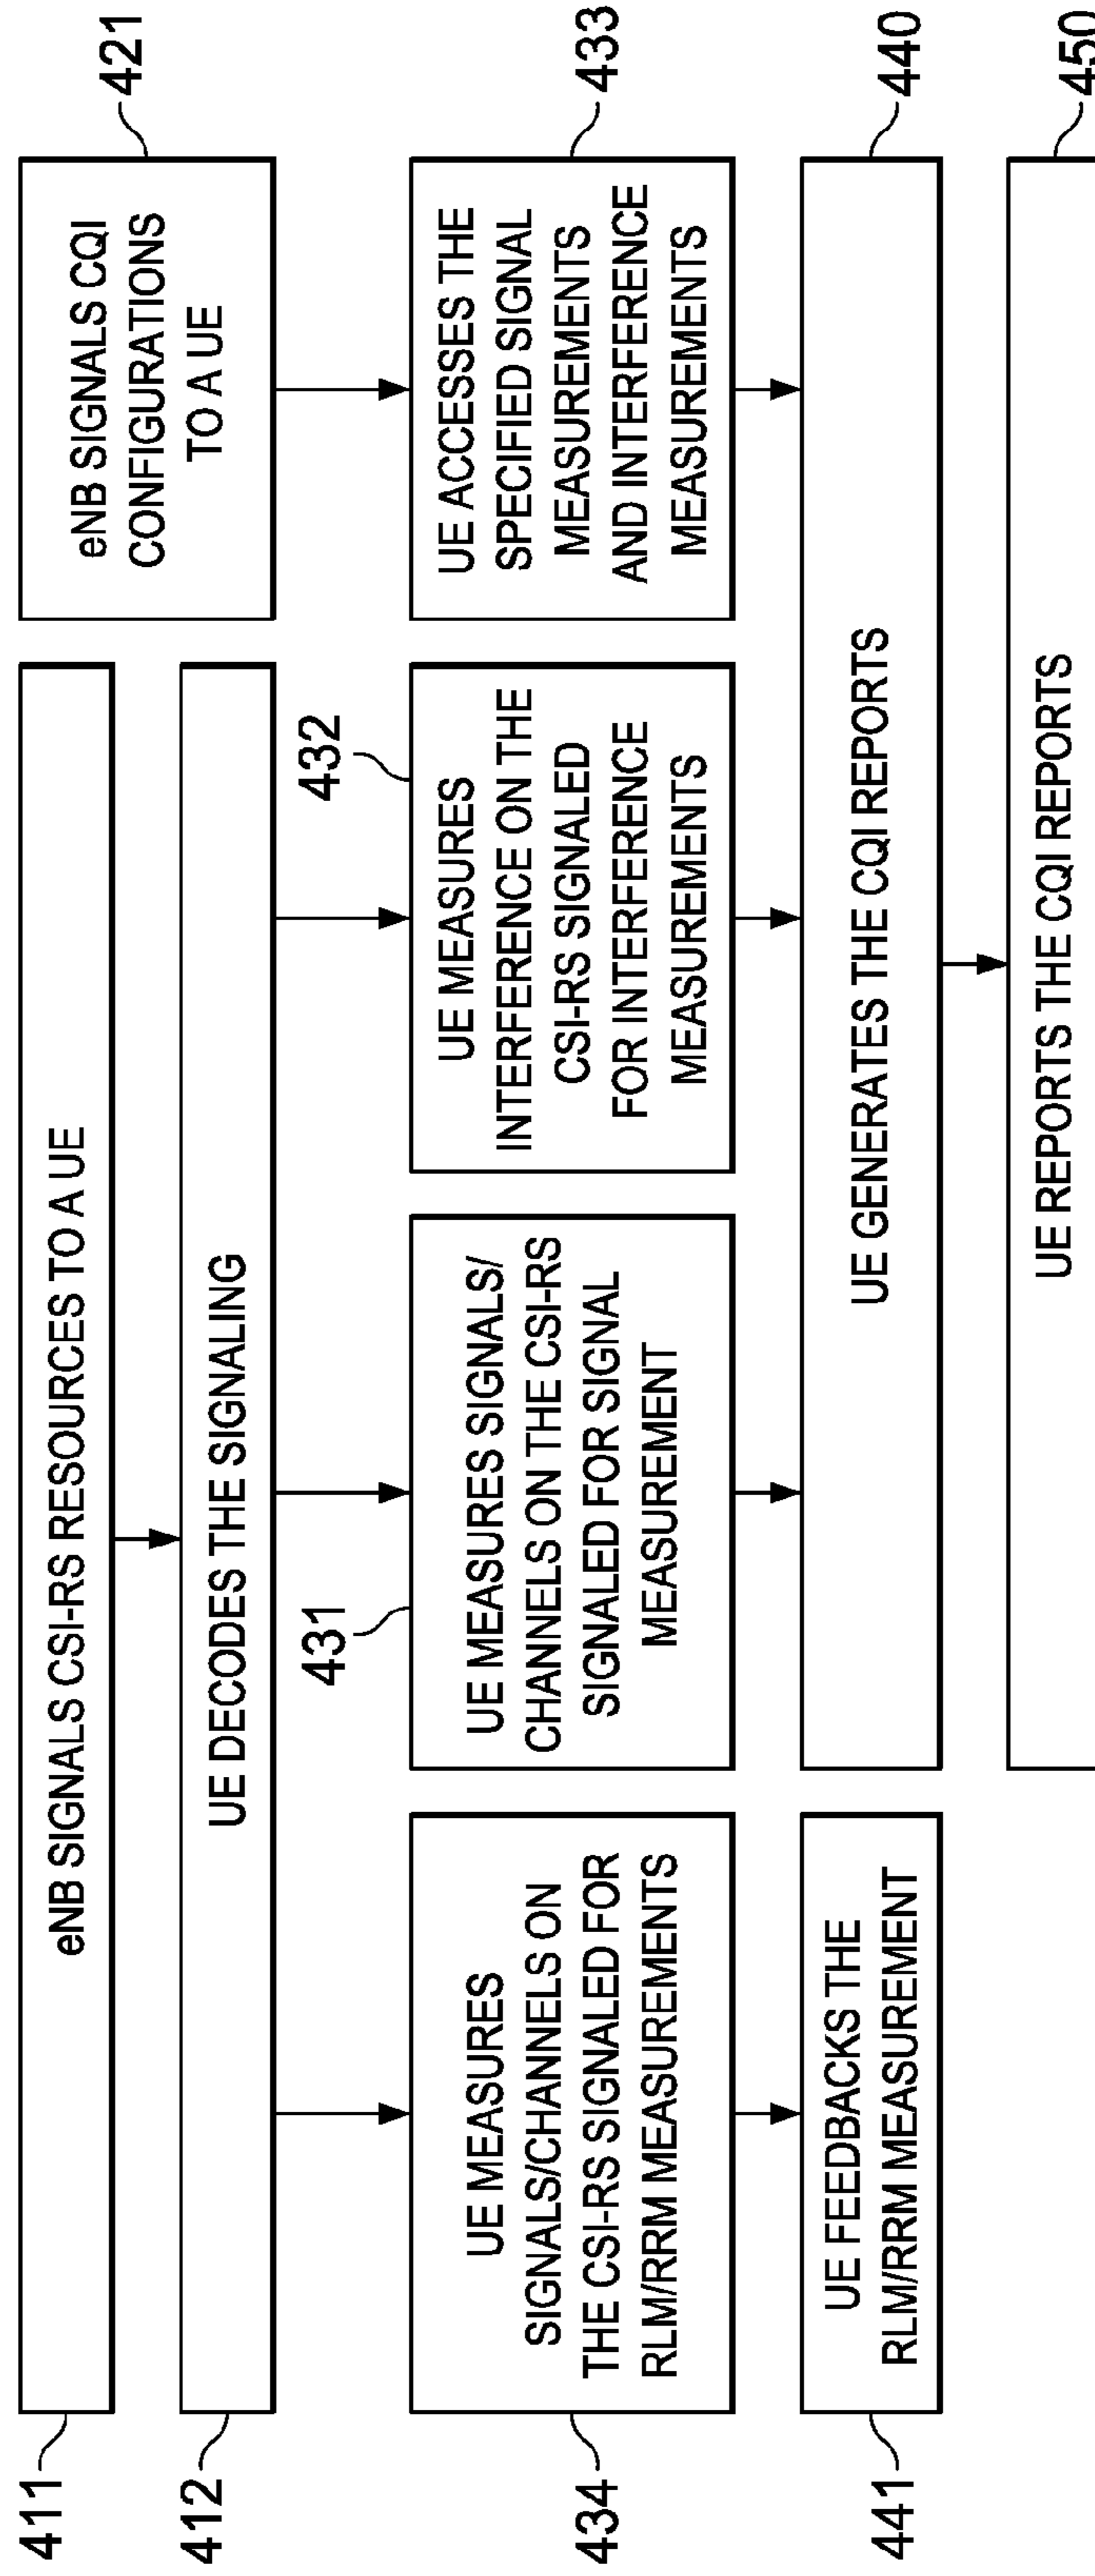 411
eNB SIGNALS CSI-RS RESOURCES TO A UE
eNB SIGNALS CQI
CONFIGURATIONS
TO A UE
421
412
UE DECODES THE SIGNALING
434
UE MEASURES
SIGNALS/CHANNELS ON
THE CSI-RS SIGNALED FOR
RLM/RRM MEASUREMENTS
431
UE MEASURES SIGNALS/
CHANNELS ON THE CSI-RS
SIGNALED FOR SIGNAL
MEASUREMENT
432
UE MEASURES
INTERFERENCE ON THE
CSI-RS SIGNALED
FOR INTERFERENCE
MEASUREMENTS
UE ACCESSES THE
SPECIFIED SIGNAL
MEASUREMENTS
AND INTERFERENCE
MEASUREMENTS
433
441
UE FEEDBACKS THE
RLM/RRM MEASUREMENT
UE GENERATES THE CQI REPORTS
440
UE REPORTS THE CQI REPORTS
450